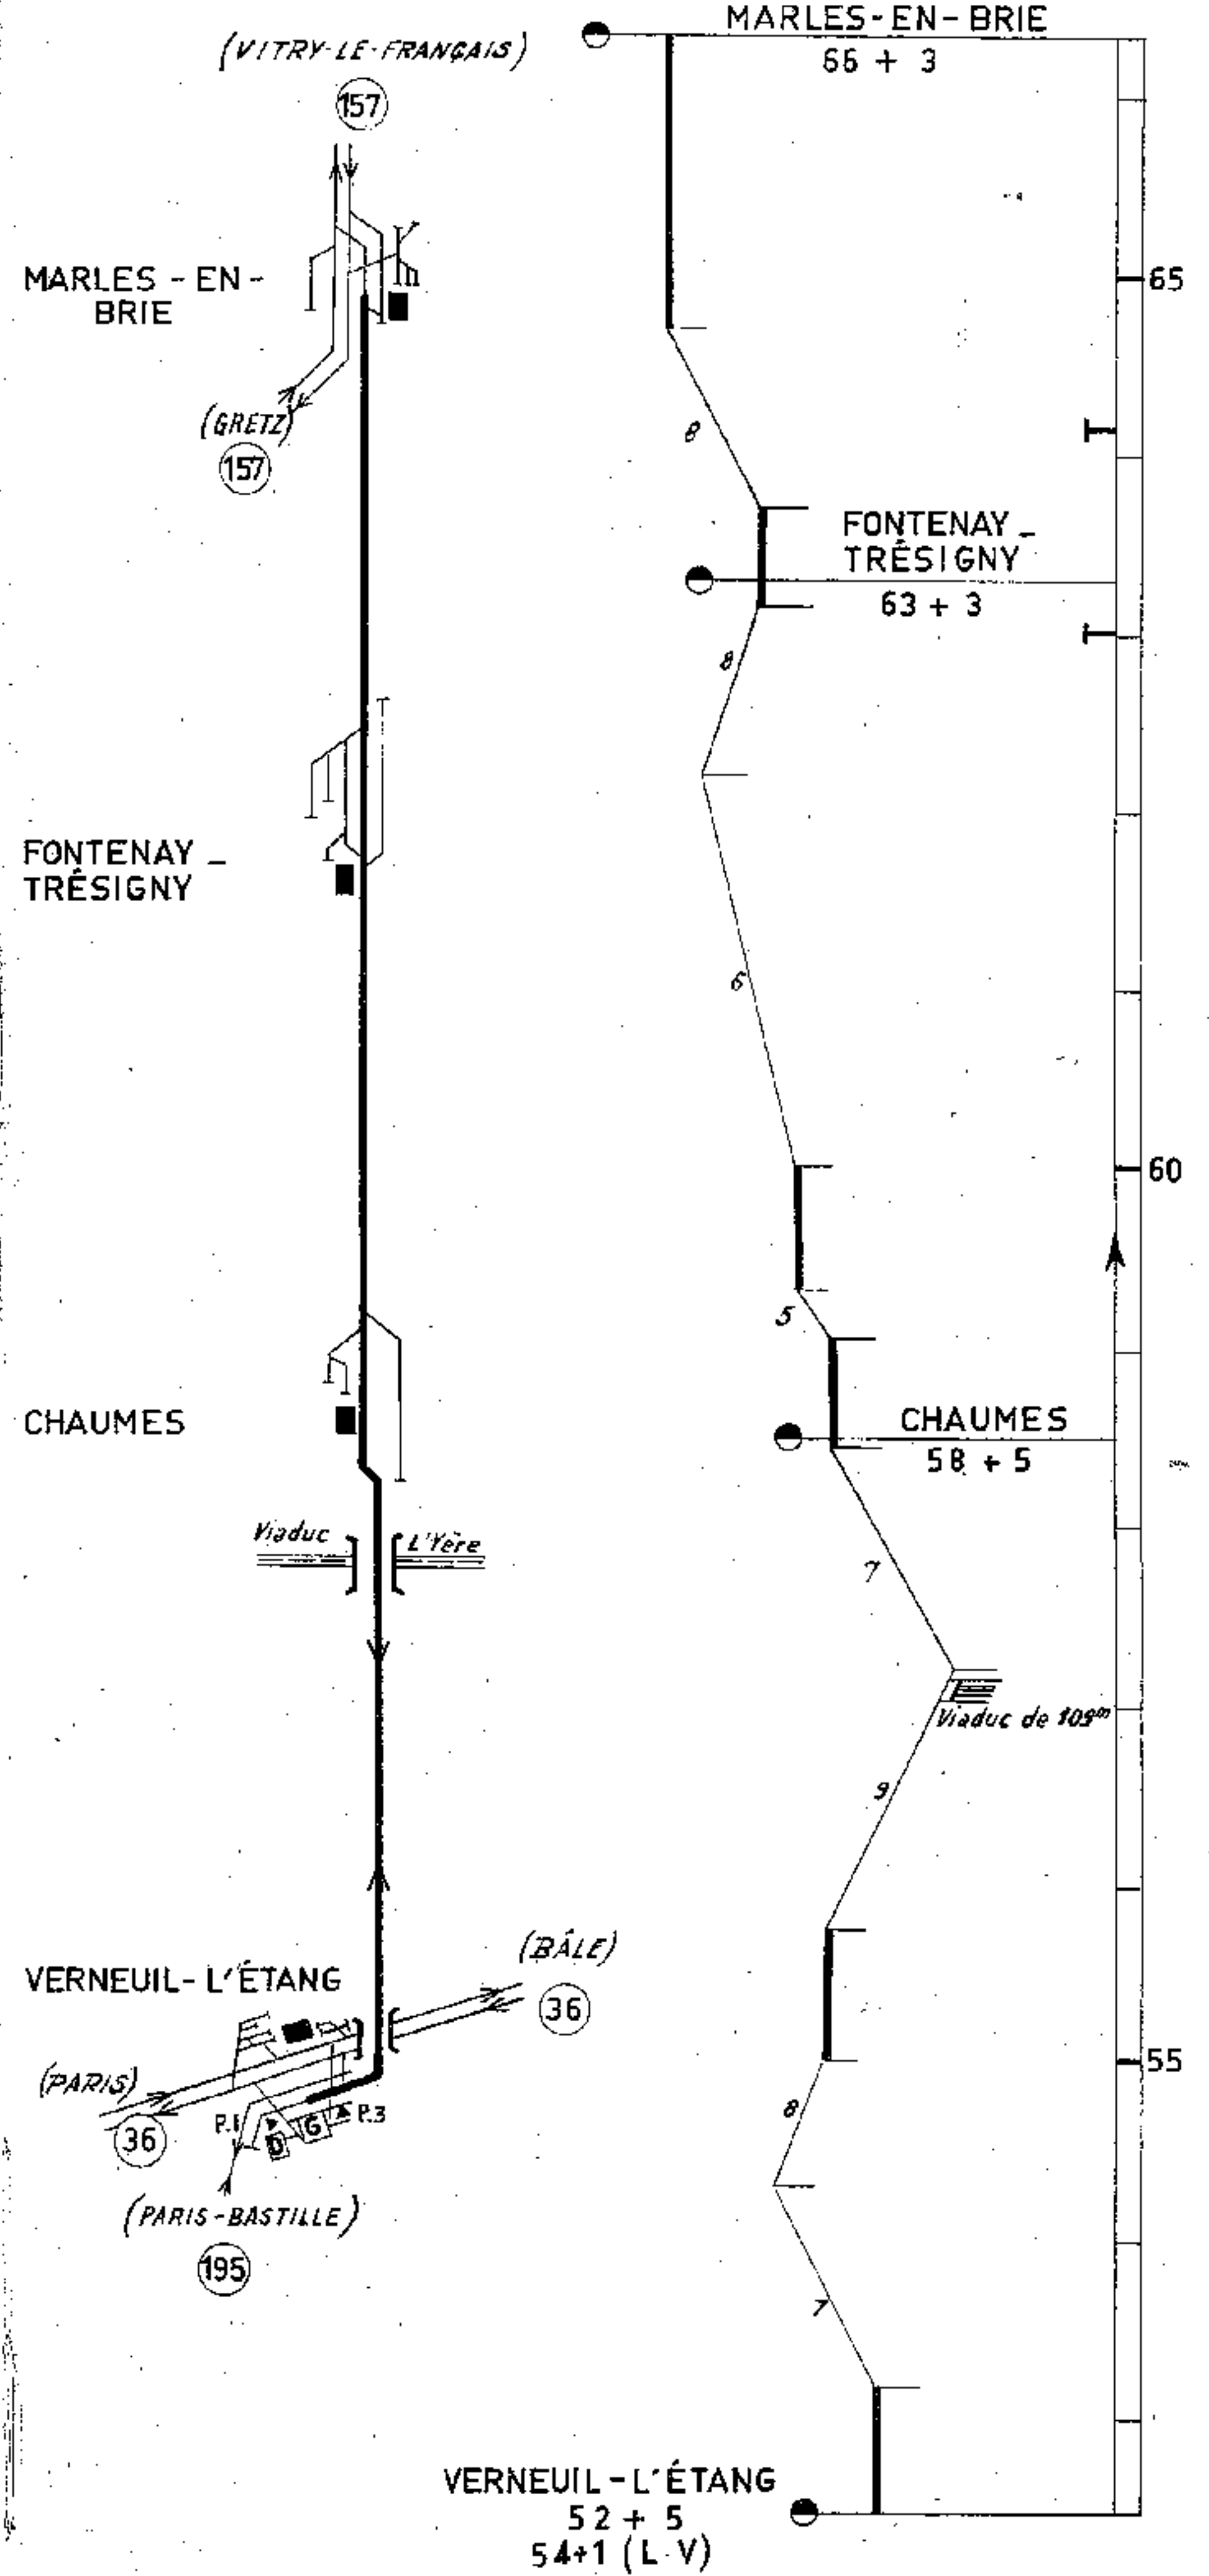 (VITRY-LE-FRANÇAIS)
157
MARLES - EN -
BRIE
(GRETZ)
157
FONTENAY -
TRÉSIGNY
CHAUMES
Viaduc
L'Yère
VERNEUIL-L'ÉTANG
(BÂLE)
36
(PARIS)
36
P.1
D
G
P.3
(PARIS-BASTILLE)
195
MARLES-EN-BRIE
66 + 3
65
8
FONTENAY -
TRÉSIGNY
63 + 3
8
6
60
5
CHAUMES
58 + 5
7
Viaduc de 109m
9
55
8
7
VERNEUIL-L'ÉTANG
52 + 5
54+1 (L.V)